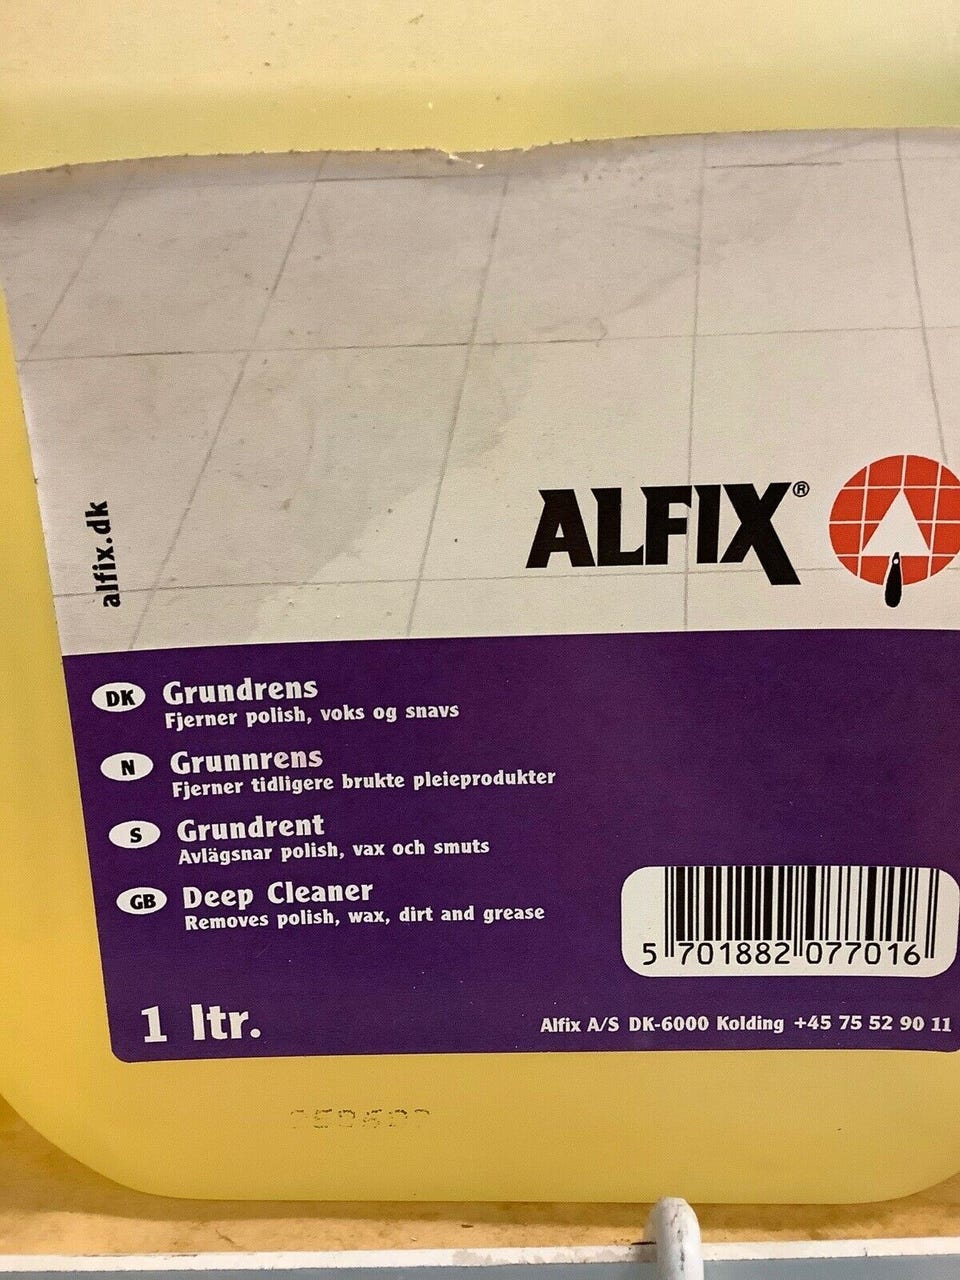 alfix.dk
ALFIX®
DK Grundrens
Fjerner polish, voks og snavs
N Grunnrens
Fjerner tidligere brukte pleieprodukter
S Grundrent
Avlägsnar polish, vax och smuts
GB Deep Cleaner
Removes polish, wax, dirt and grease
5 701882 077016
1 ltr.
Alfix A/S DK-6000 Kolding +45 75 52 90 11